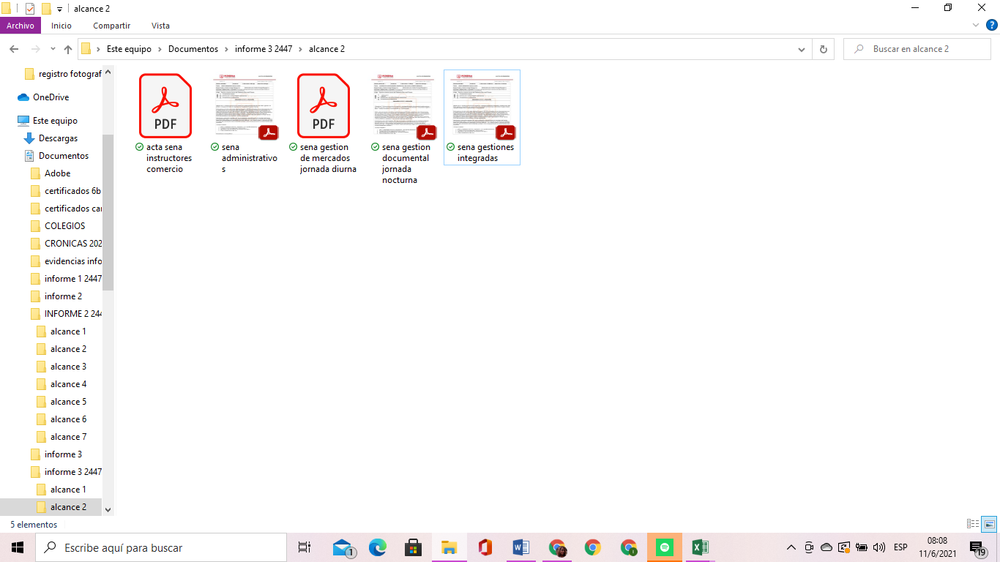 alcance 2
Archivo
Inicio
Compartir
Vista
Este equipo
Documentos
informe 3 2447
alcance 2
Buscar en alcance 2
registro fotograf
OneDrive
Este equipo
Descargas
Documentos
Adobe
certificados 6b
certificados car
COLEGIOS
CRONICAS 202
evidencias info
informe 1 2447
informe 2
INFORME 2 244
alcance 1
alcance 2
alcance 3
alcance 4
alcance 5
alcance 6
alcance 7
informe 3
informe 3 2447
alcance 1
alcance 2
PDF
acta sena
instructores
comercio
sena
administrativo
s
PDF
sena gestion
de mercados
jornada diurna
sena gestion
documental
jornada
nocturna
sena gestiones
integradas
5 elementos
Escribe aquí para buscar
1
ESP
08:08
11/6/2021
19